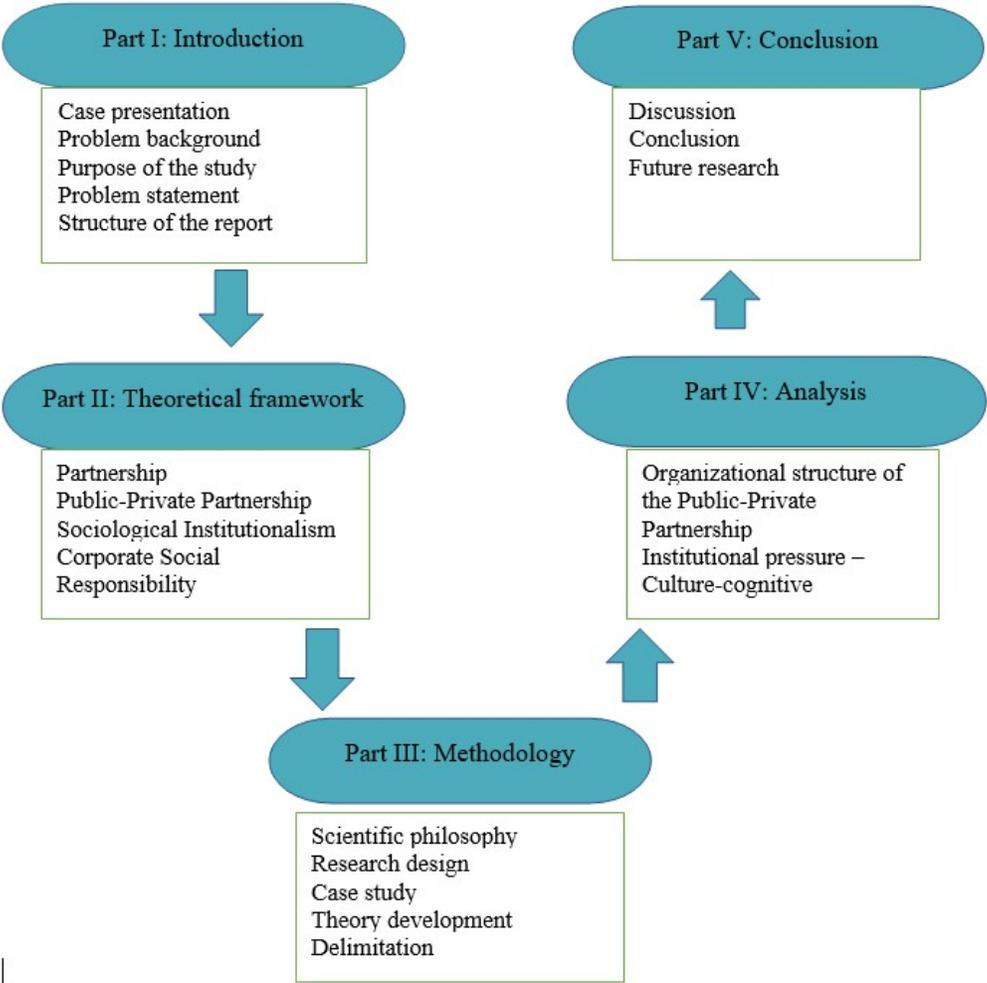 Part I: Introduction
Case presentation
Problem background
Purpose of the study
Problem statement
Structure of the report
Part II: Theoretical framework
Partnership
Public-Private Partnership
Sociological Institutionalism
Corporate Social
Responsibility
Part III: Methodology
Scientific philosophy
Research design
Case study
Theory development
Delimitation
Part IV: Analysis
Organizational structure of
the Public-Private
Partnership
Institutional pressure –
Culture-cognitive
Part V: Conclusion
Discussion
Conclusion
Future research